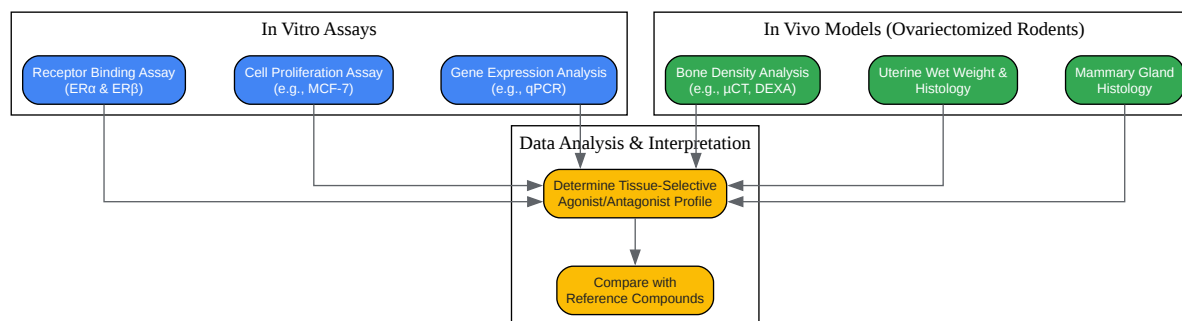 In Vitro Assays
In Vivo Models (Ovariectomized Rodents)
Receptor Binding Assay
(ERα & ERβ)
Cell Proliferation Assay
(e.g., MCF-7)
Gene Expression Analysis
(e.g., qPCR)
Bone Density Analysis
(e.g., µCT, DEXA)
Uterine Wet Weight &
Histology
Mammary Gland
Histology
Data Analysis & Interpretation
Determine Tissue-Selective
Agonist/Antagonist Profile
Compare with
Reference Compounds